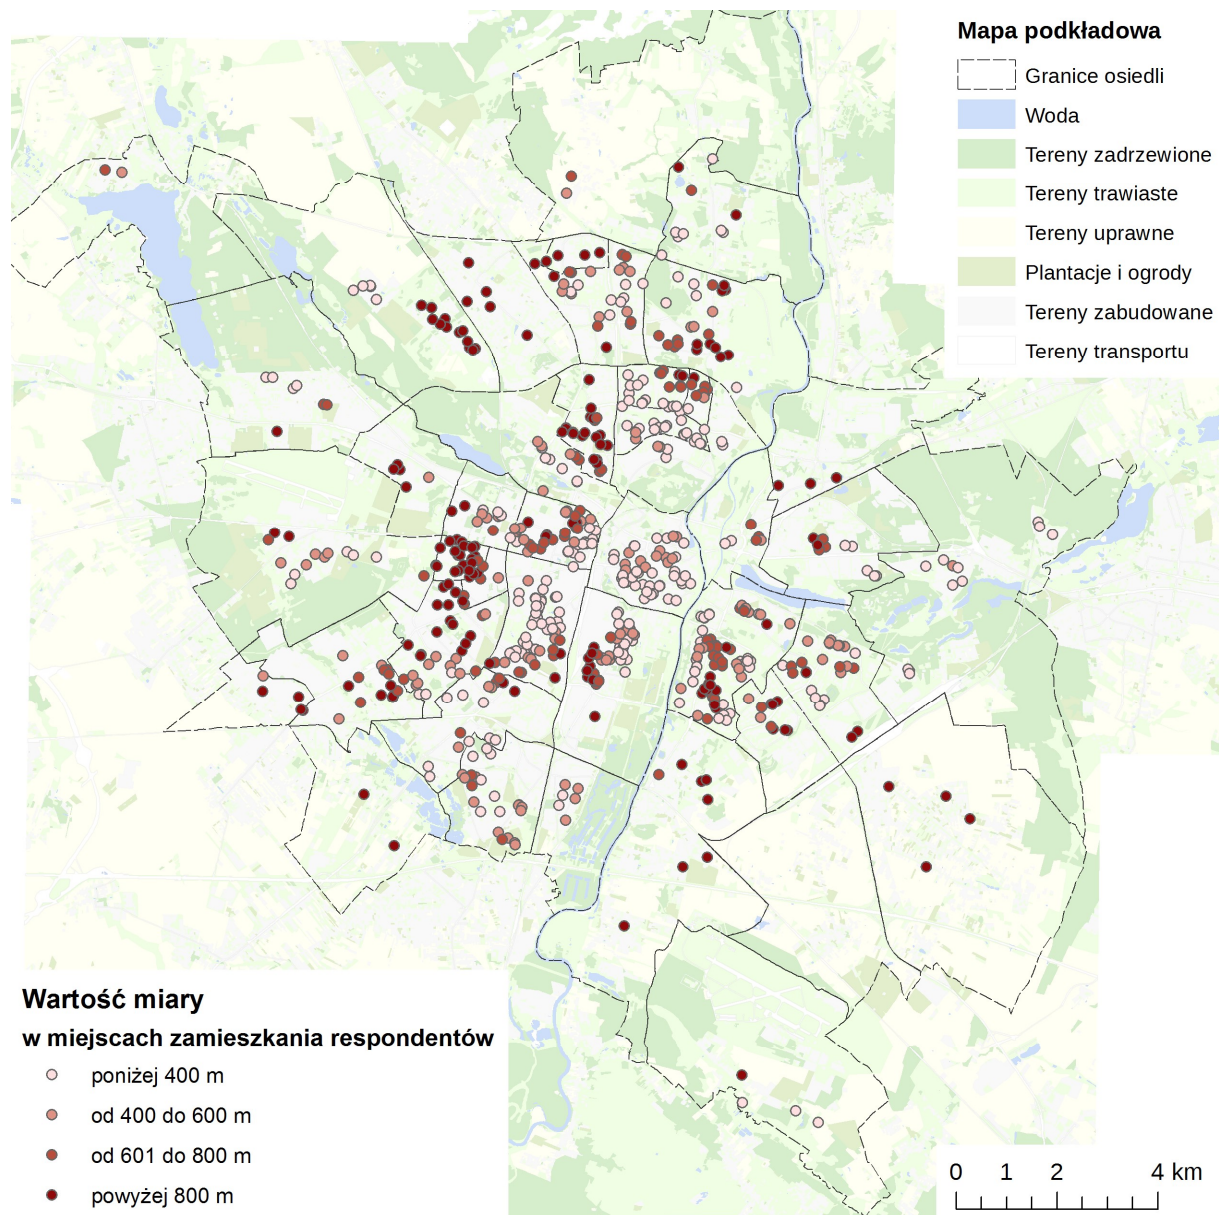 Mapa podkładowa
Granice osiedli
Woda
Tereny zadrzewione
Tereny trawiaste
Tereny uprawne
Plantacje i ogrody
Tereny zabudowane
Tereny transportu
Wartość miary
w miejscach zamieszkania respondentów
poniżej 400 m
od 400 do 600 m
od 601 do 800 m
powyżej 800 m
0 1 2 4 km